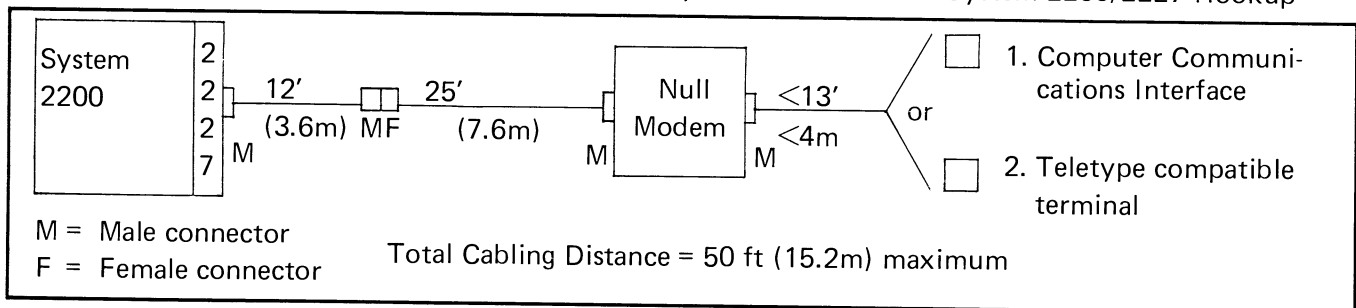 System 2200/2227 Hookup
System
2200
2
2
2
7
M
12'
(3.6m)
MF
25'
(7.6m)
M
Null
Modem
M
<13'
<4m
or
1. Computer Communi-
cations Interface
2. Teletype compatible
terminal
M = Male connector
F = Female connector
Total Cabling Distance = 50 ft (15.2m) maximum